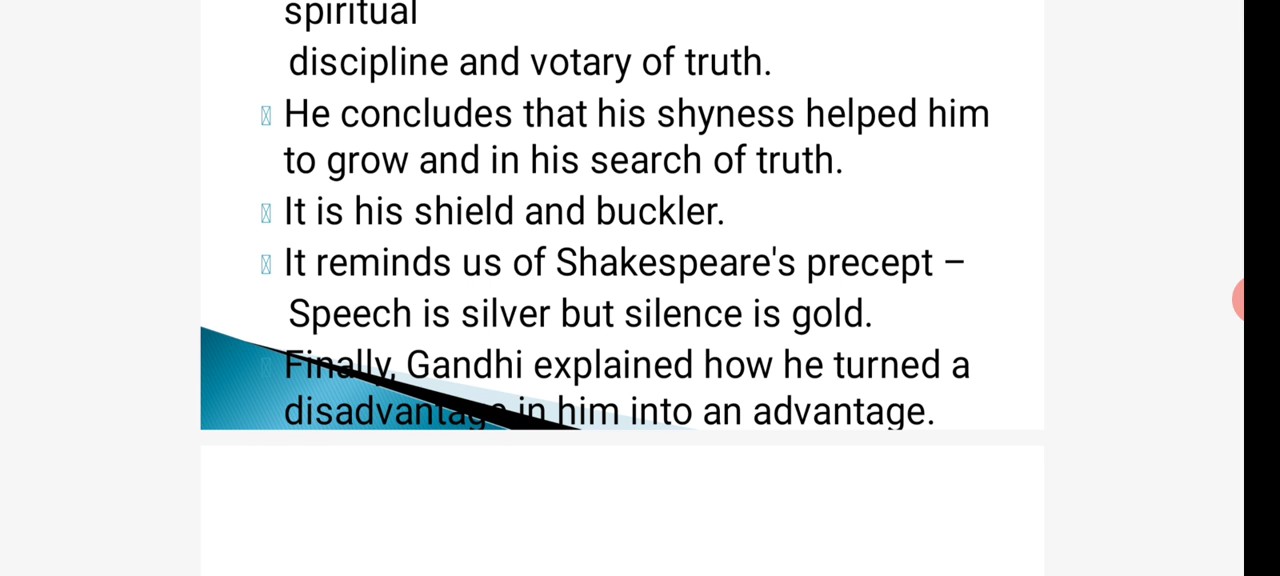 spiritual
discipline and votary of truth.
He concludes that his shyness helped him
to grow and in his search of truth.
It is his shield and buckler.
It reminds us of Shakespeare's precept –
Speech is silver but silence is gold.
Finally, Gandhi explained how he turned a
disadvantage in him into an advantage.